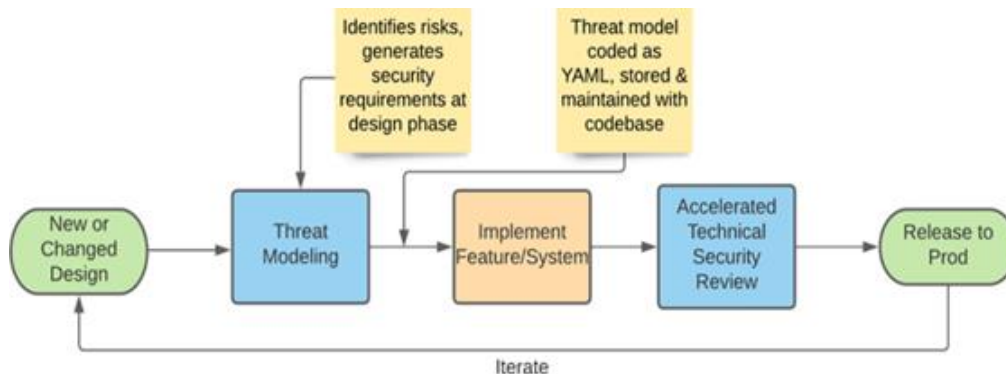 Identifies risks,
generates
security
requirements at
design phase
Threat model
coded as
YAML, stored &
maintained with
codebase
New or
Changed
Design
Threat
Modeling
Implement
Feature/System
Accelerated
Technical
Security
Review
Release to
Prod
Iterate